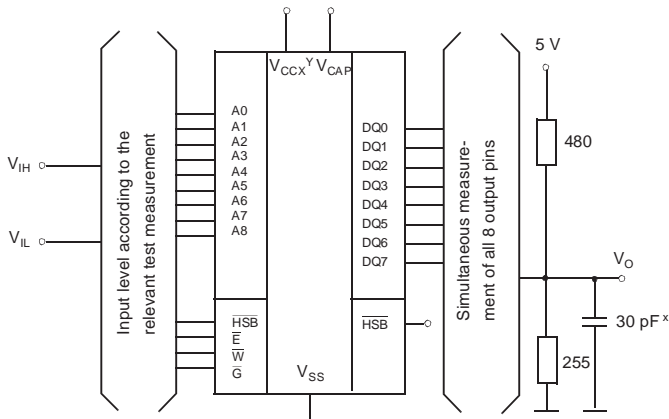 V_CCX^Y V_CAP
5 V
A0
A1
A2
A3
A4
A5
A6
A7
A8
DQ0
DQ1
DQ2
DQ3
DQ4
DQ5
DQ6
DQ7
480
V_IH
V_IL
Input level according to the
relevant test measurement
Simultaneous measure-
ment of all 8 output pins
V_O
HSB
E
W
G
HSB
V_SS
30 pF^x
255